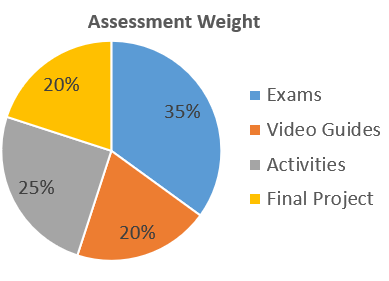 Assessment Weight
20%
35%
25%
20%
Exams
Video Guides
Activities
Final Project